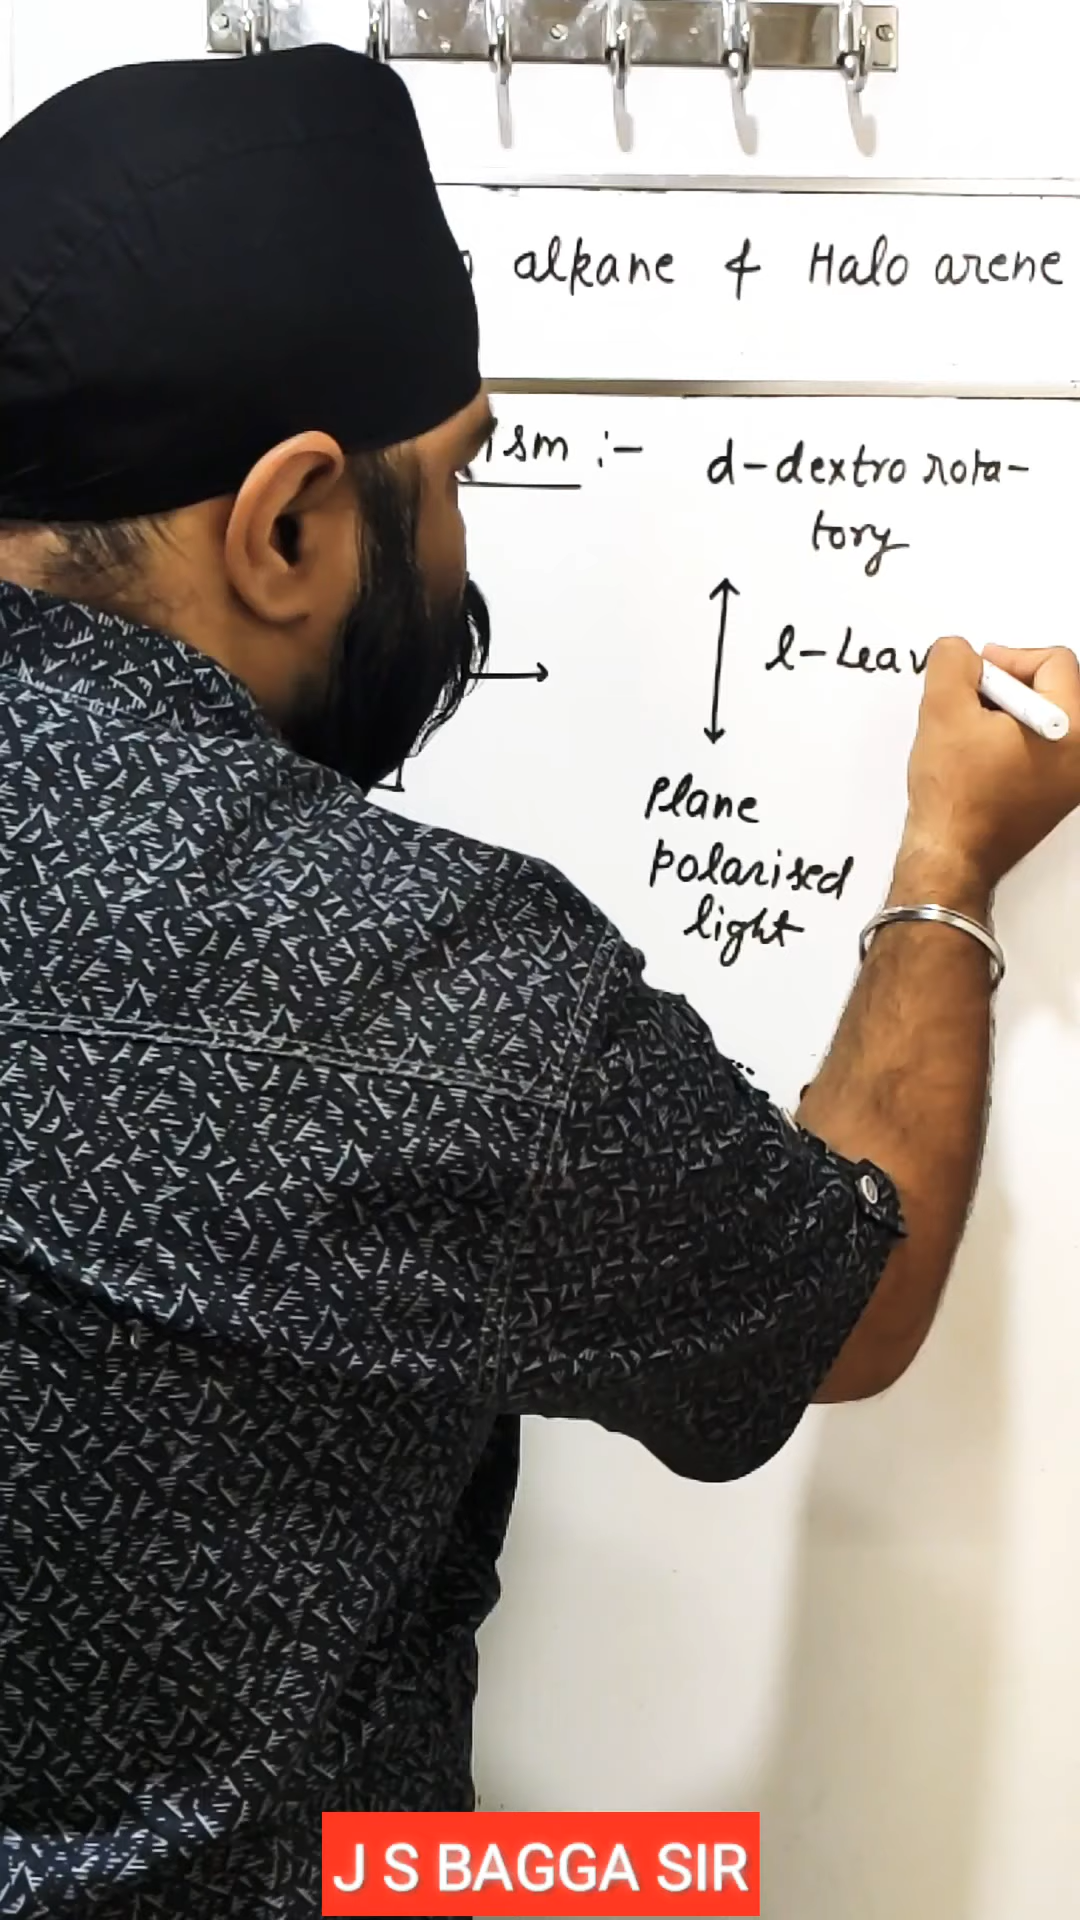 alkane & Halo arene
ism :-
d-dextro rota-
tory
l-Leav
Plane
polarised
light
J S BAGGA SIR